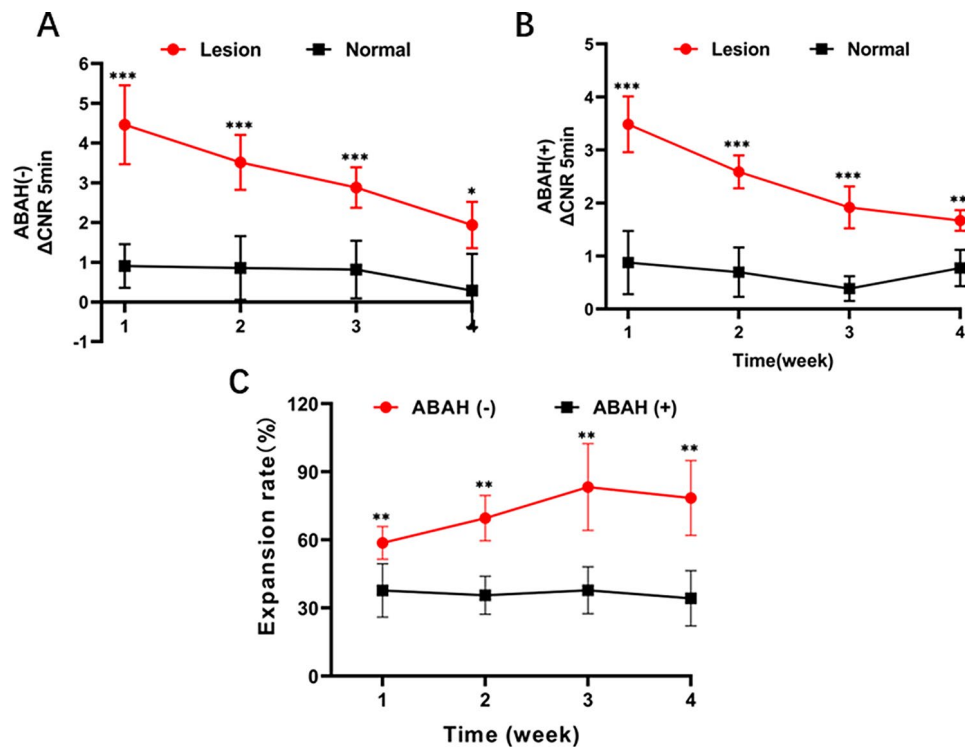 A
Lesion
Normal
ABAH(-)
ΔCNR 5min
6
5
4
3
2
1
0
-1
***
***
***
*
1
2
3
4
B
Lesion
Normal
ABAH(+)
ΔCNR 5min
5
4
3
2
1
0
***
***
***
**
1
2
3
4
Time(week)
C
ABAH (-)
ABAH (+)
Expansion rate(%)
120
90
60
30
0
**
**
**
**
1
2
3
4
Time (week)